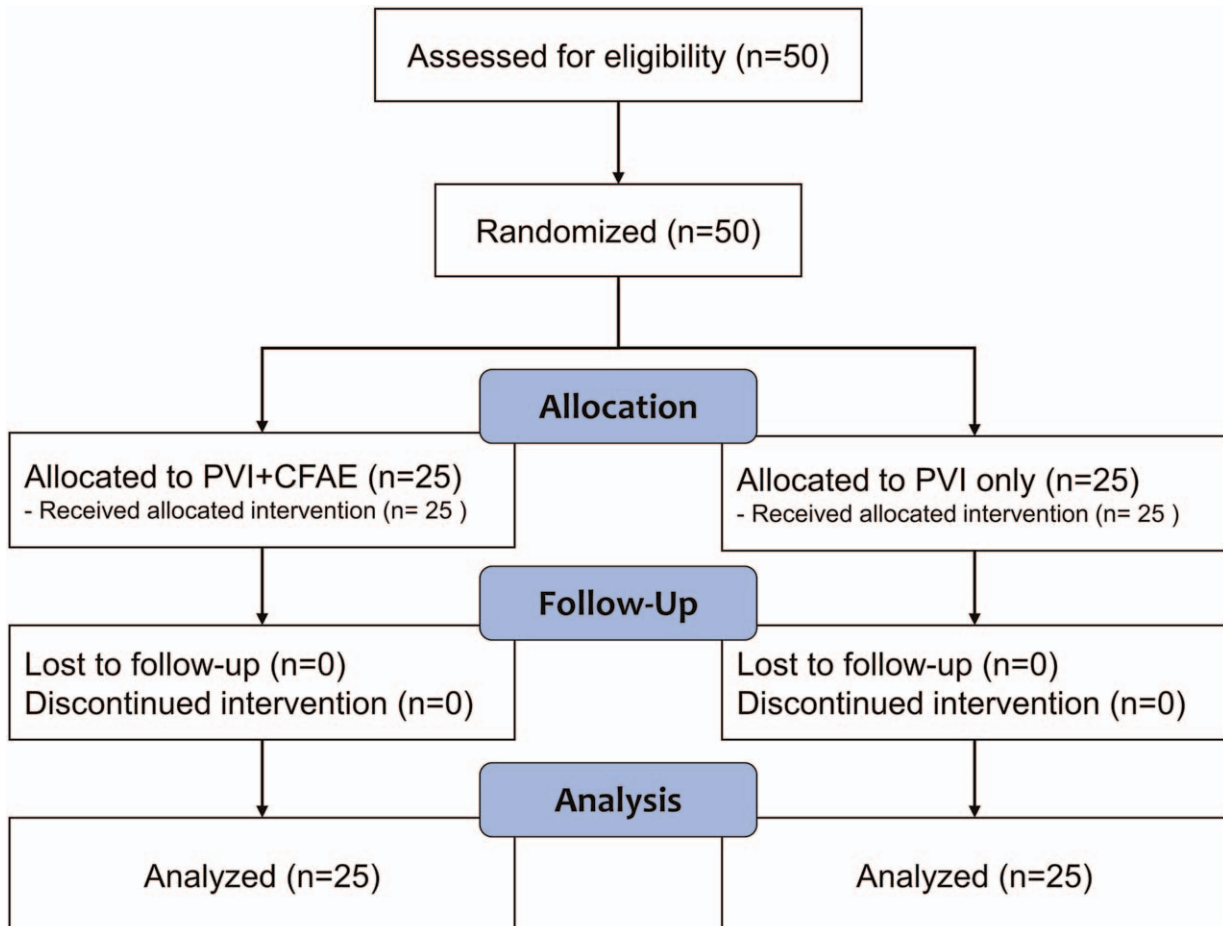 Assessed for eligibility (n=50)
Randomized (n=50)
Allocation
Allocated to PVI+CFAE (n=25)
- Received allocated intervention (n= 25 )
Allocated to PVI only (n=25)
- Received allocated intervention (n= 25 )
Follow-Up
Lost to follow-up (n=0)
Discontinued intervention (n=0)
Lost to follow-up (n=0)
Discontinued intervention (n=0)
Analysis
Analyzed (n=25)
Analyzed (n=25)